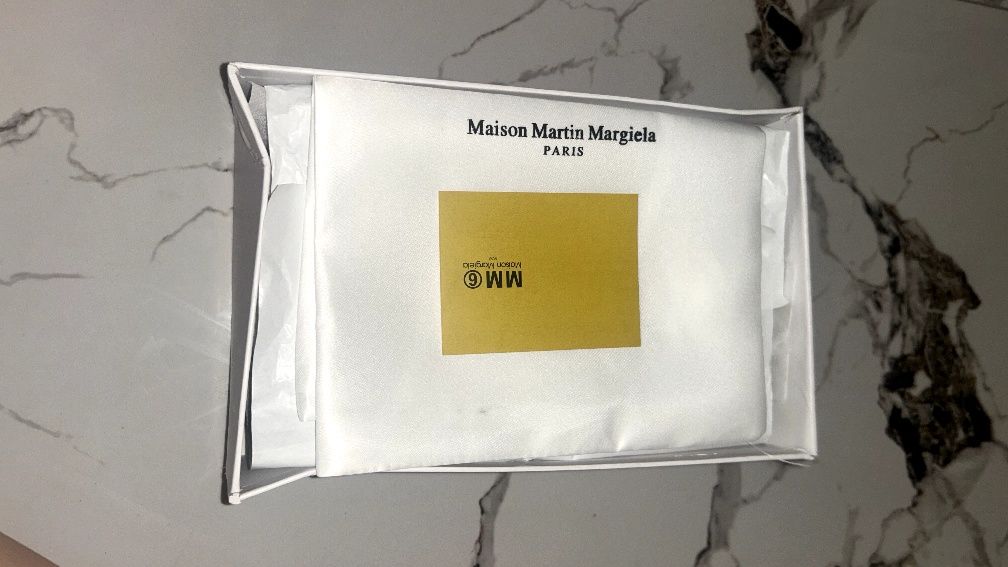 Maison Martin Margiela
PARIS
MM⑥
Maison Margiela